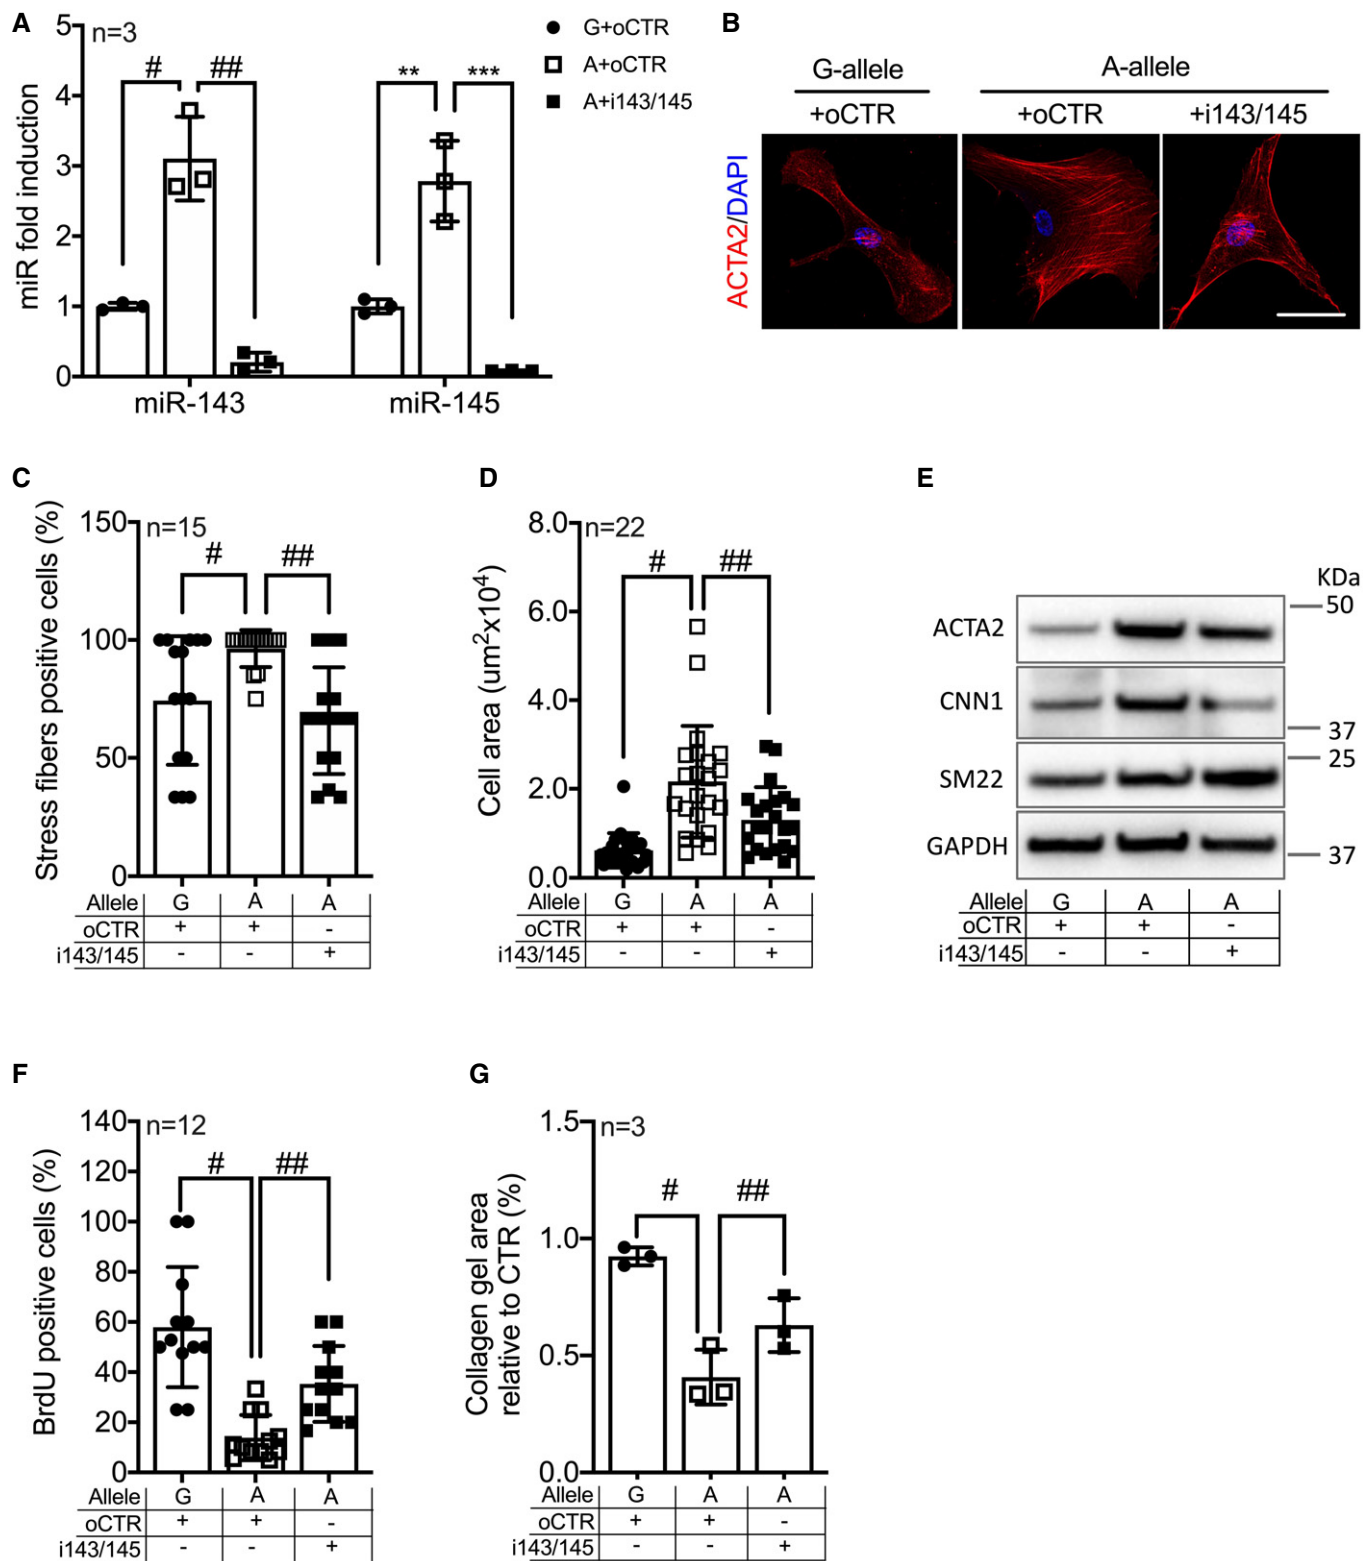 A
n=3
5
4
3
2
1
0
miR fold induction
# ##
** ***
miR-143 miR-145
G+oCTR
A+oCTR
A+i143/145
B
G-allele A-allele
+oCTR +oCTR +i143/145
ACTA2/DAPI
C
n=15
150
100
50
0
Stress fibers positive cells (%)
# ##
Allele G A A
oCTR + + -
i143/145 - - +
D
n=22
8.0
6.0
4.0
2.0
0.0
Cell area (um²x10⁴)
# ##
Allele G A A
oCTR + + -
i143/145 - - +
E
KDa
ACTA2 50
CNN1 37
SM22 25
GAPDH 37
Allele G A A
oCTR + + -
i143/145 - - +
F
n=12
140
120
100
80
60
40
20
0
BrdU positive cells (%)
# ##
Allele G A A
oCTR + + -
i143/145 - - +
G
n=3
1.5
1.0
0.5
0.0
Collagen gel area
relative to CTR (%)
# ##
Allele G A A
oCTR + + -
i143/145 - - +